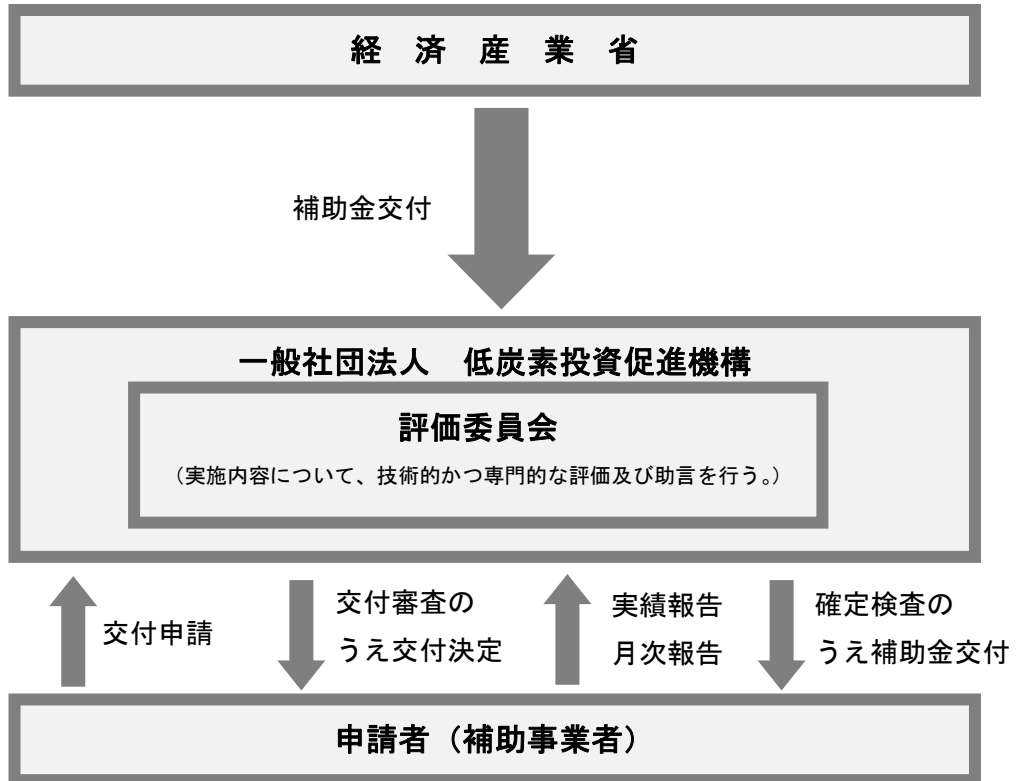 経　済　産　業　省
補助金交付
一般社団法人　低炭素投資促進機構
評価委員会
（実施内容について、技術的かつ専門的な評価及び助言を行う。）
交付申請
交付審査の
うえ交付決定
実績報告
月次報告
確定検査の
うえ補助金交付
申請者（補助事業者）